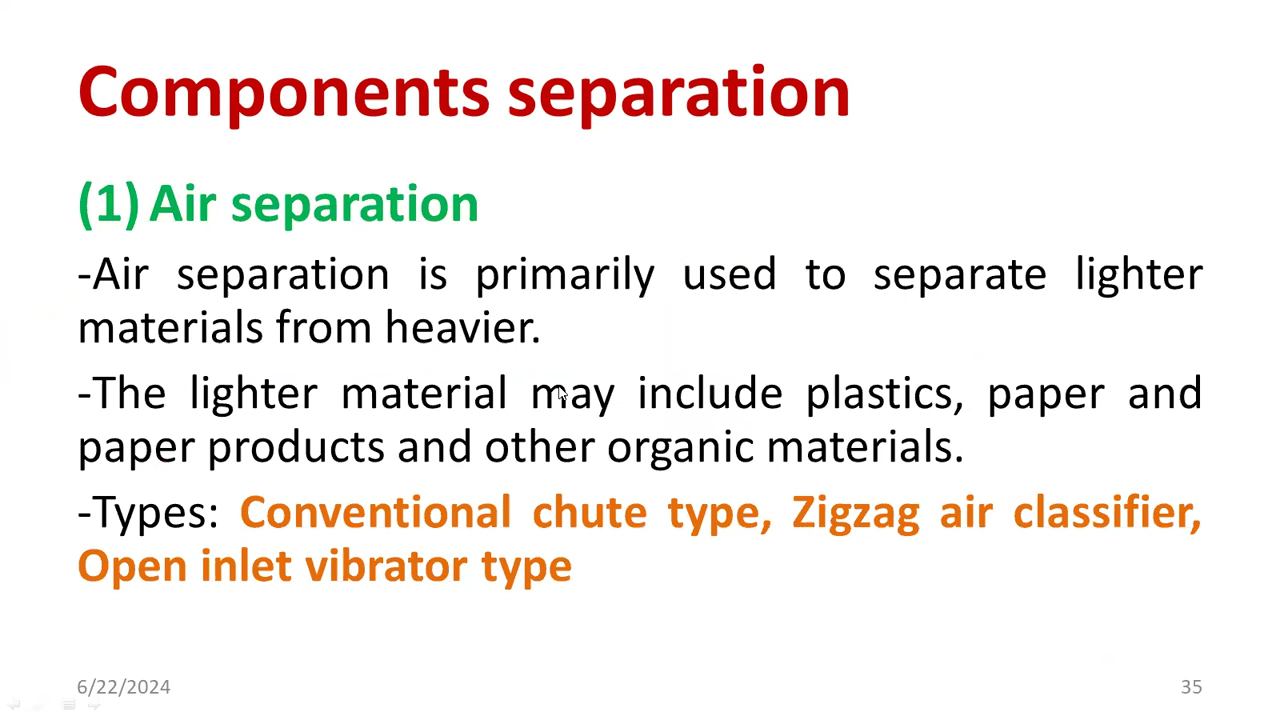 Components separation
(1) Air separation
-Air separation is primarily used to separate lighter
materials from heavier.
-The lighter material may include plastics, paper and
paper products and other organic materials.
-Types: Conventional chute type, Zigzag air classifier,
Open inlet vibrator type
6/22/2024
35